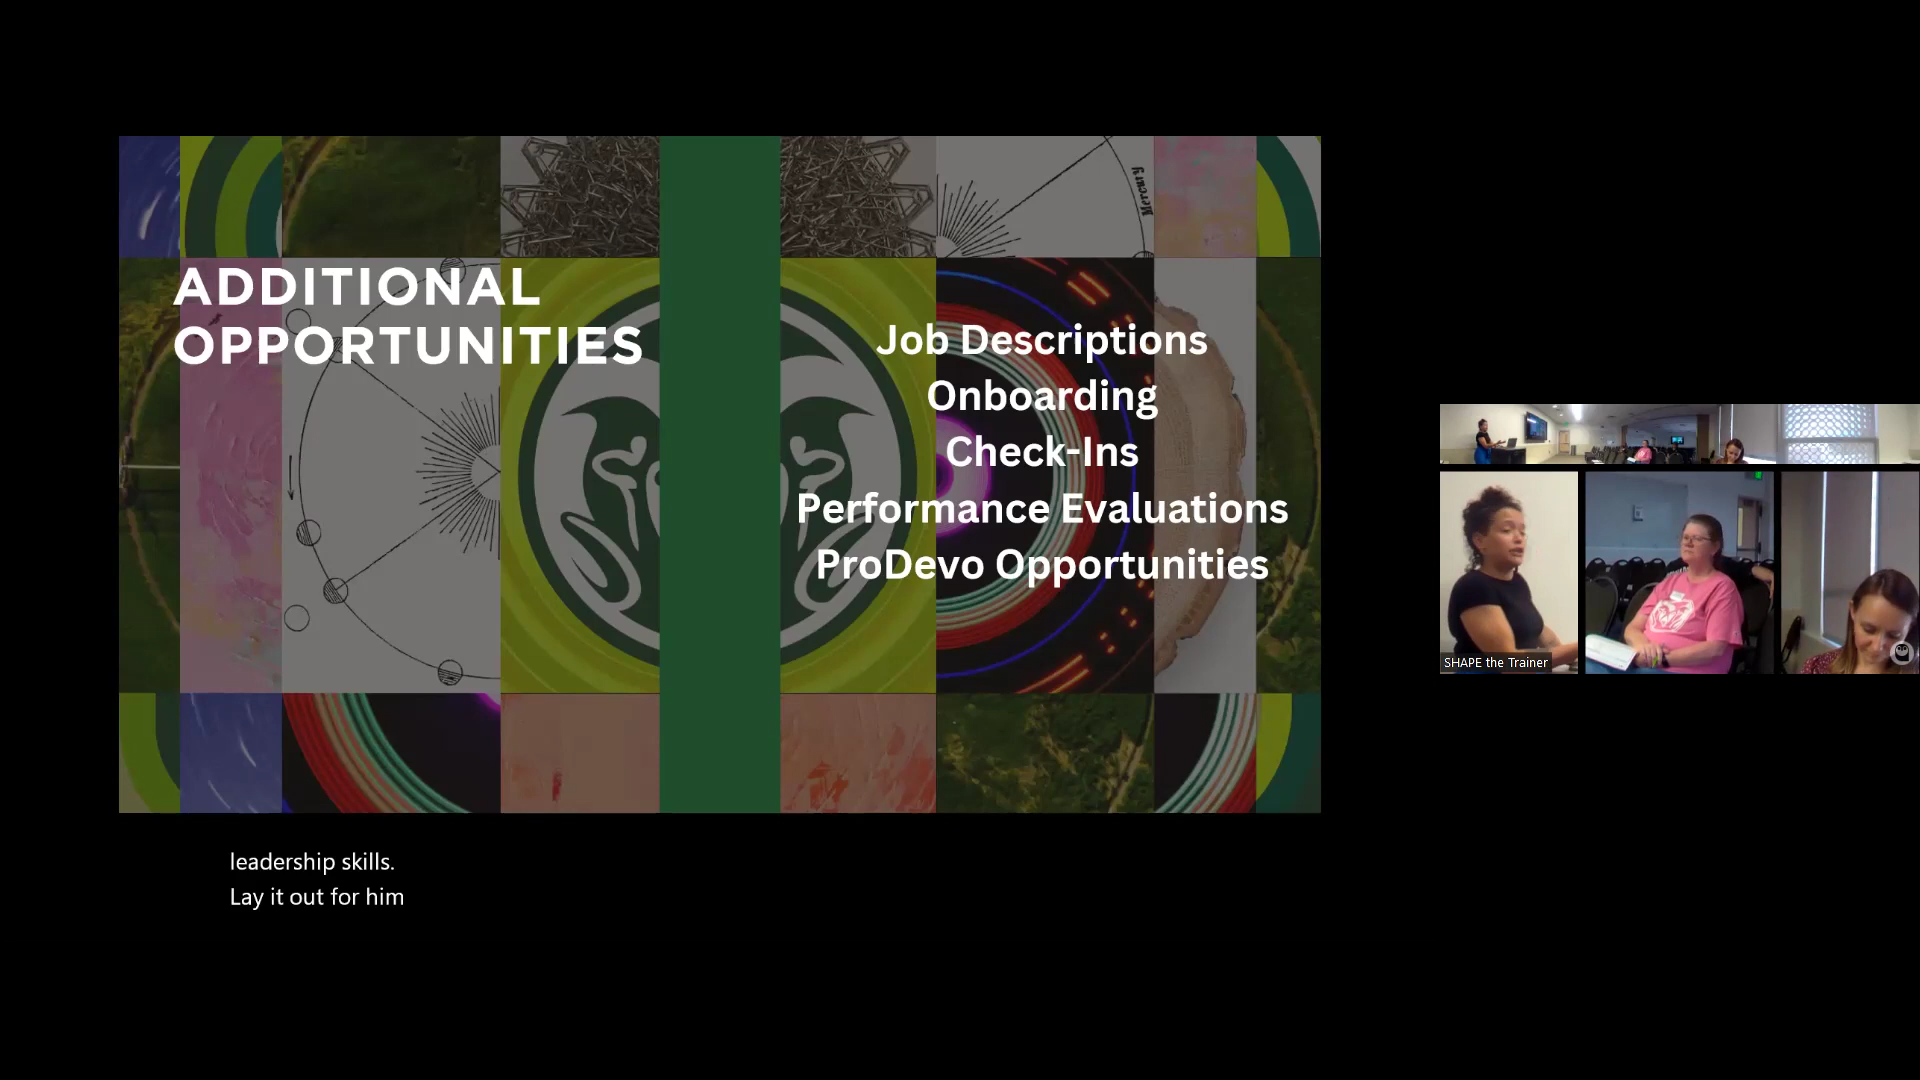 ADDITIONAL
OPPORTUNITIES
Mercury
Job Descriptions
Onboarding
Check-Ins
Performance Evaluations
ProDevo Opportunities
SHAPE the Trainer
leadership skills.
Lay it out for him